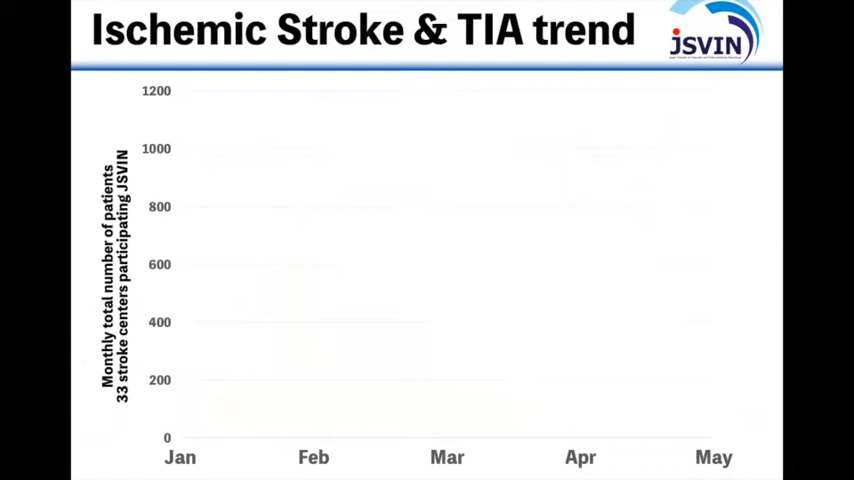 Ischemic Stroke & TIA trend
jSVIN
1200
1000
800
600
400
200
0
Monthly total number of patients
33 stroke centers participating JSVIN
Jan Feb Mar Apr May